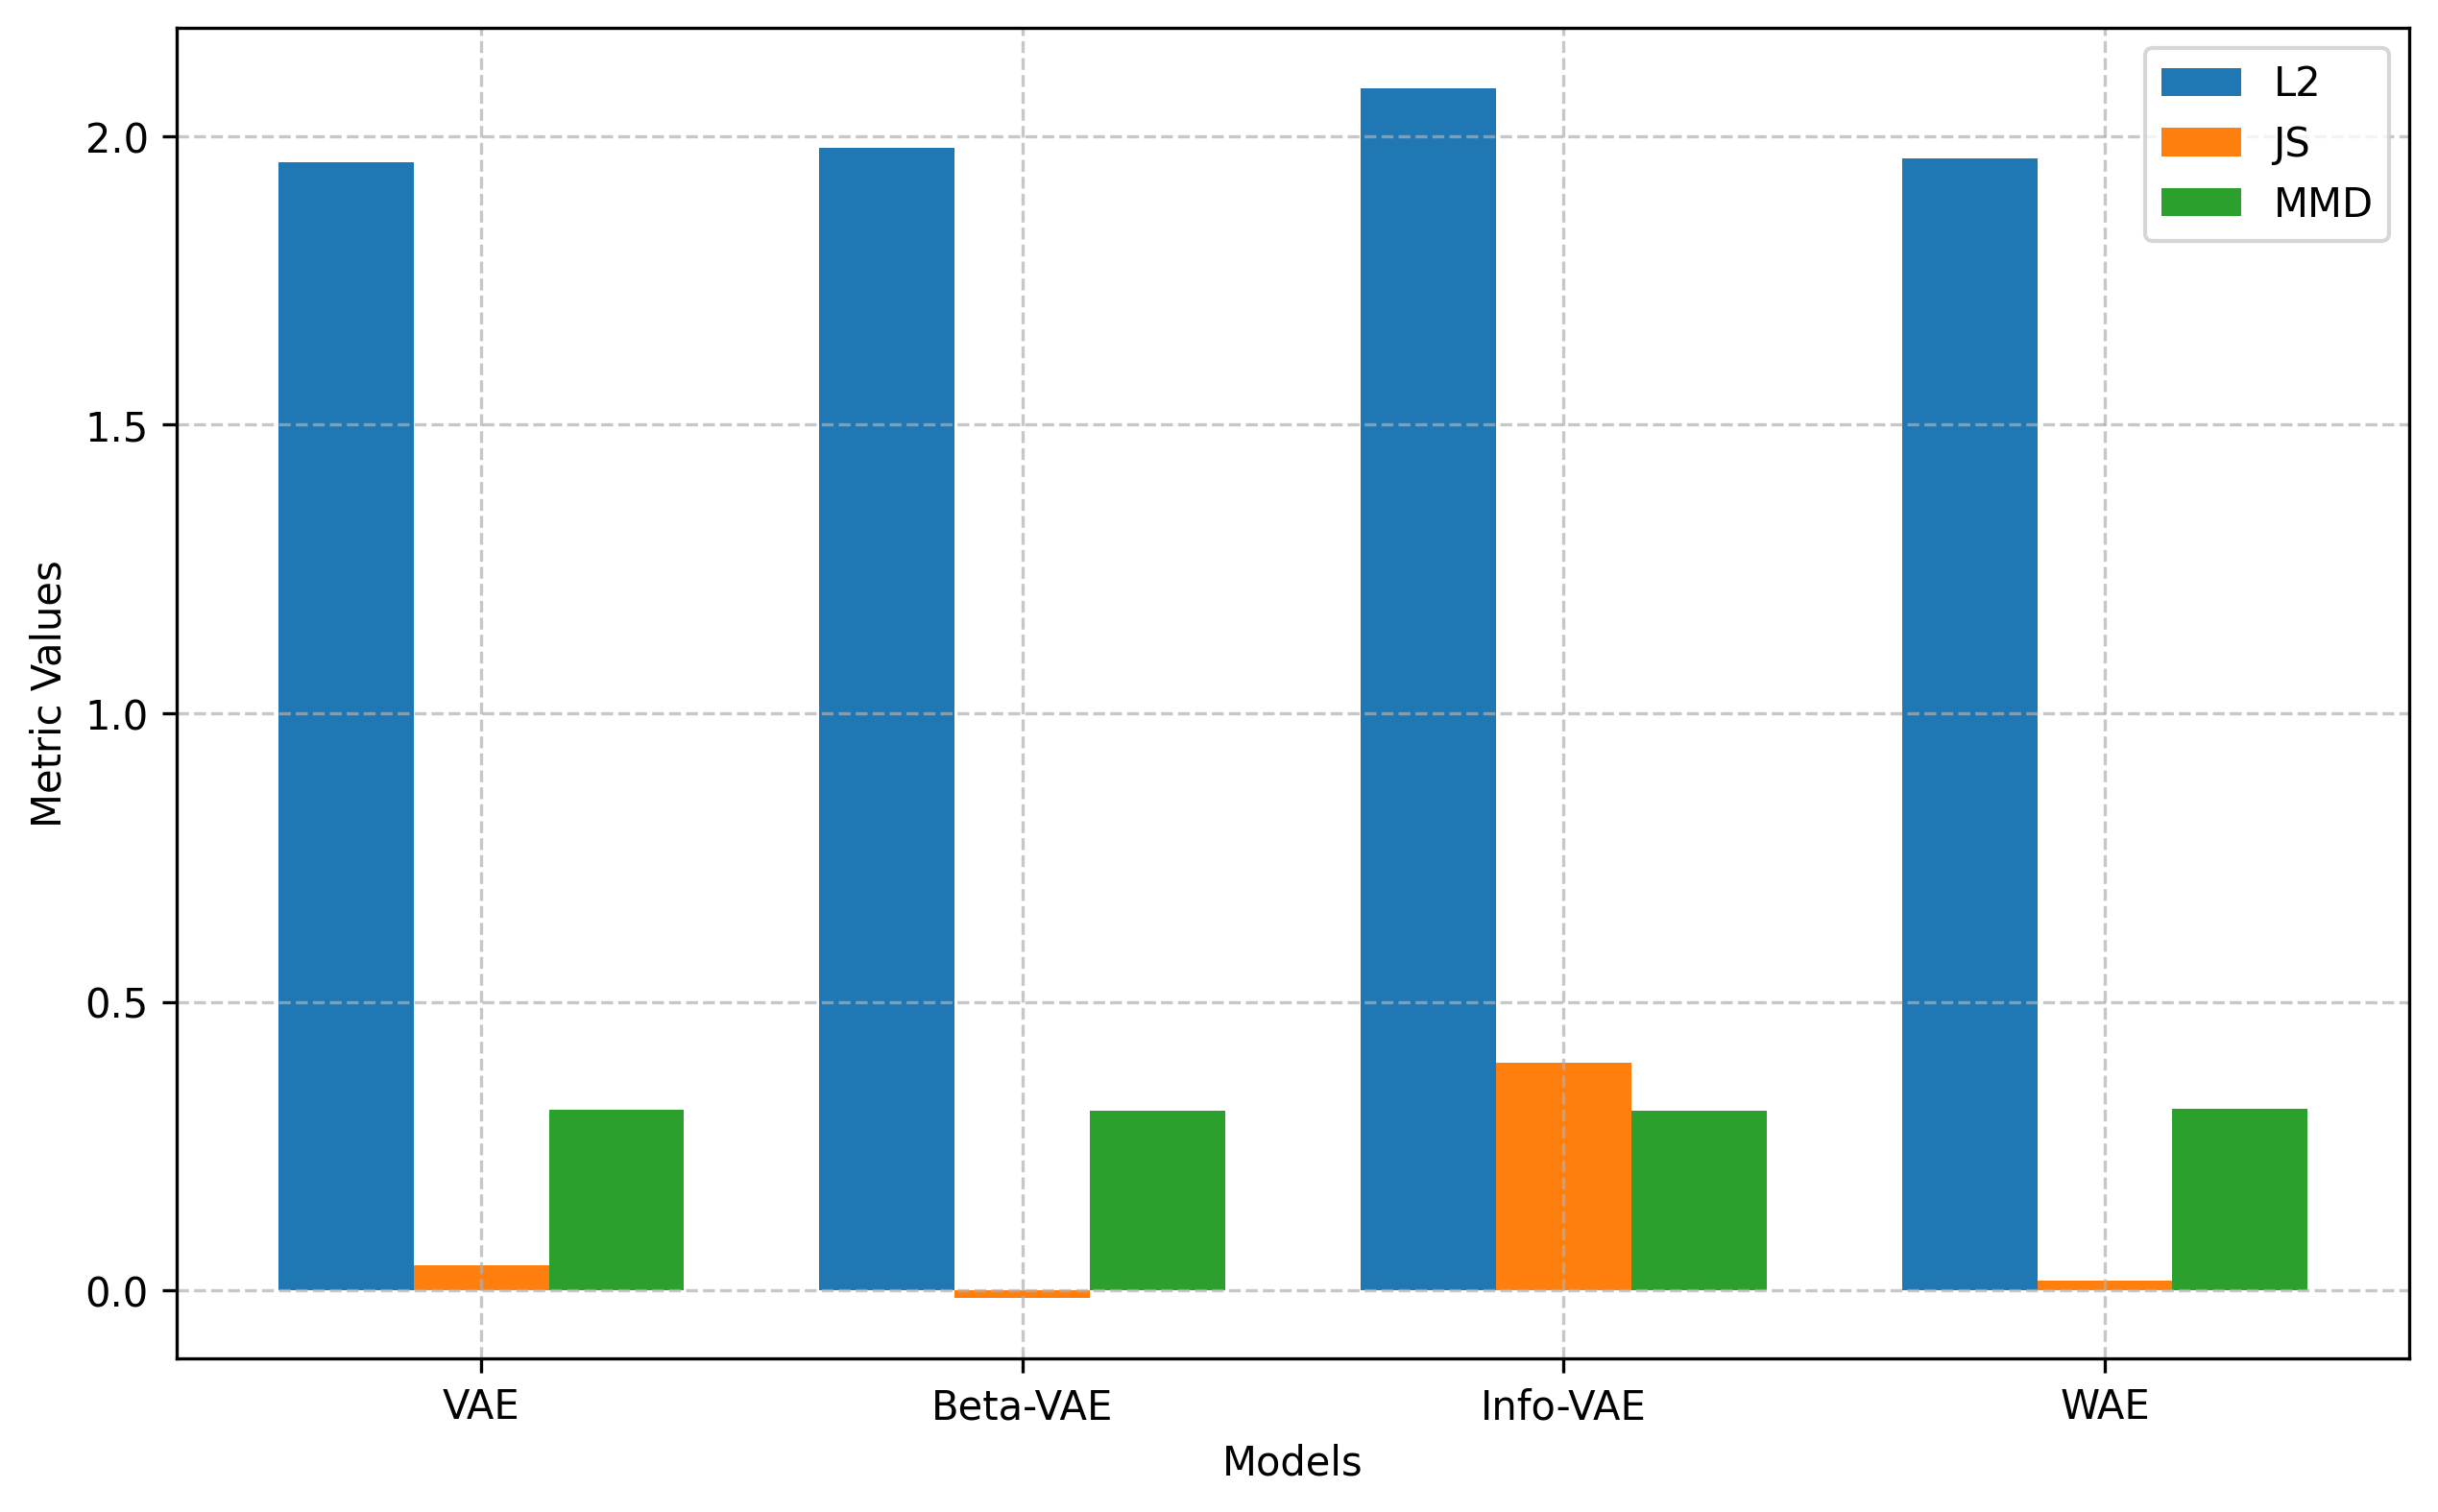 L2
JS
MMD
2.0
1.5
1.0
0.5
0.0
Metric Values
VAE
Beta-VAE
Info-VAE
WAE
Models